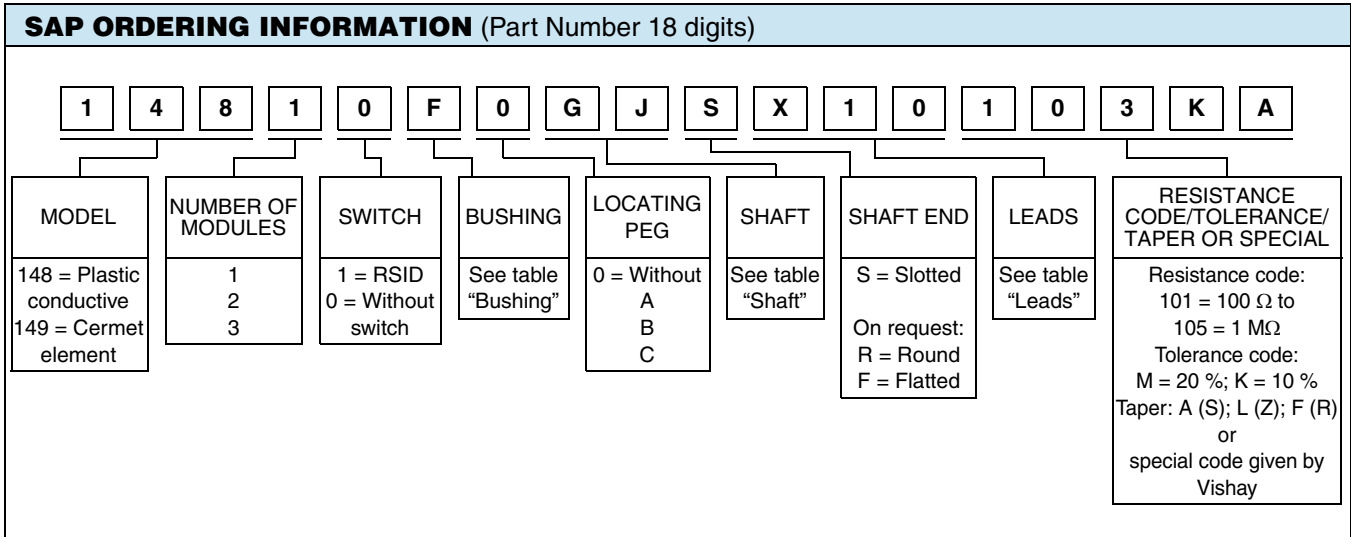 SAP ORDERING INFORMATION (Part Number 18 digits)
1 4 8 1 0 F 0 G J S X 1 0 1 0 3 K A
MODEL
148 = Plastic
conductive
149 = Cermet
element
NUMBER OF
MODULES
1
2
3
SWITCH
1 = RSID
0 = Without
switch
BUSHING
See table
“Bushing”
LOCATING
PEG
0 = Without
A
B
C
SHAFT
See table
“Shaft”
SHAFT END
S = Slotted
On request:
R = Round
F = Flatted
LEADS
See table
“Leads”
RESISTANCE
CODE/TOLERANCE/
TAPER OR SPECIAL
Resistance code:
101 = 100 Ω to
105 = 1 MΩ
Tolerance code:
M = 20 %; K = 10 %
Taper: A (S); L (Z); F (R)
or
special code given by
Vishay